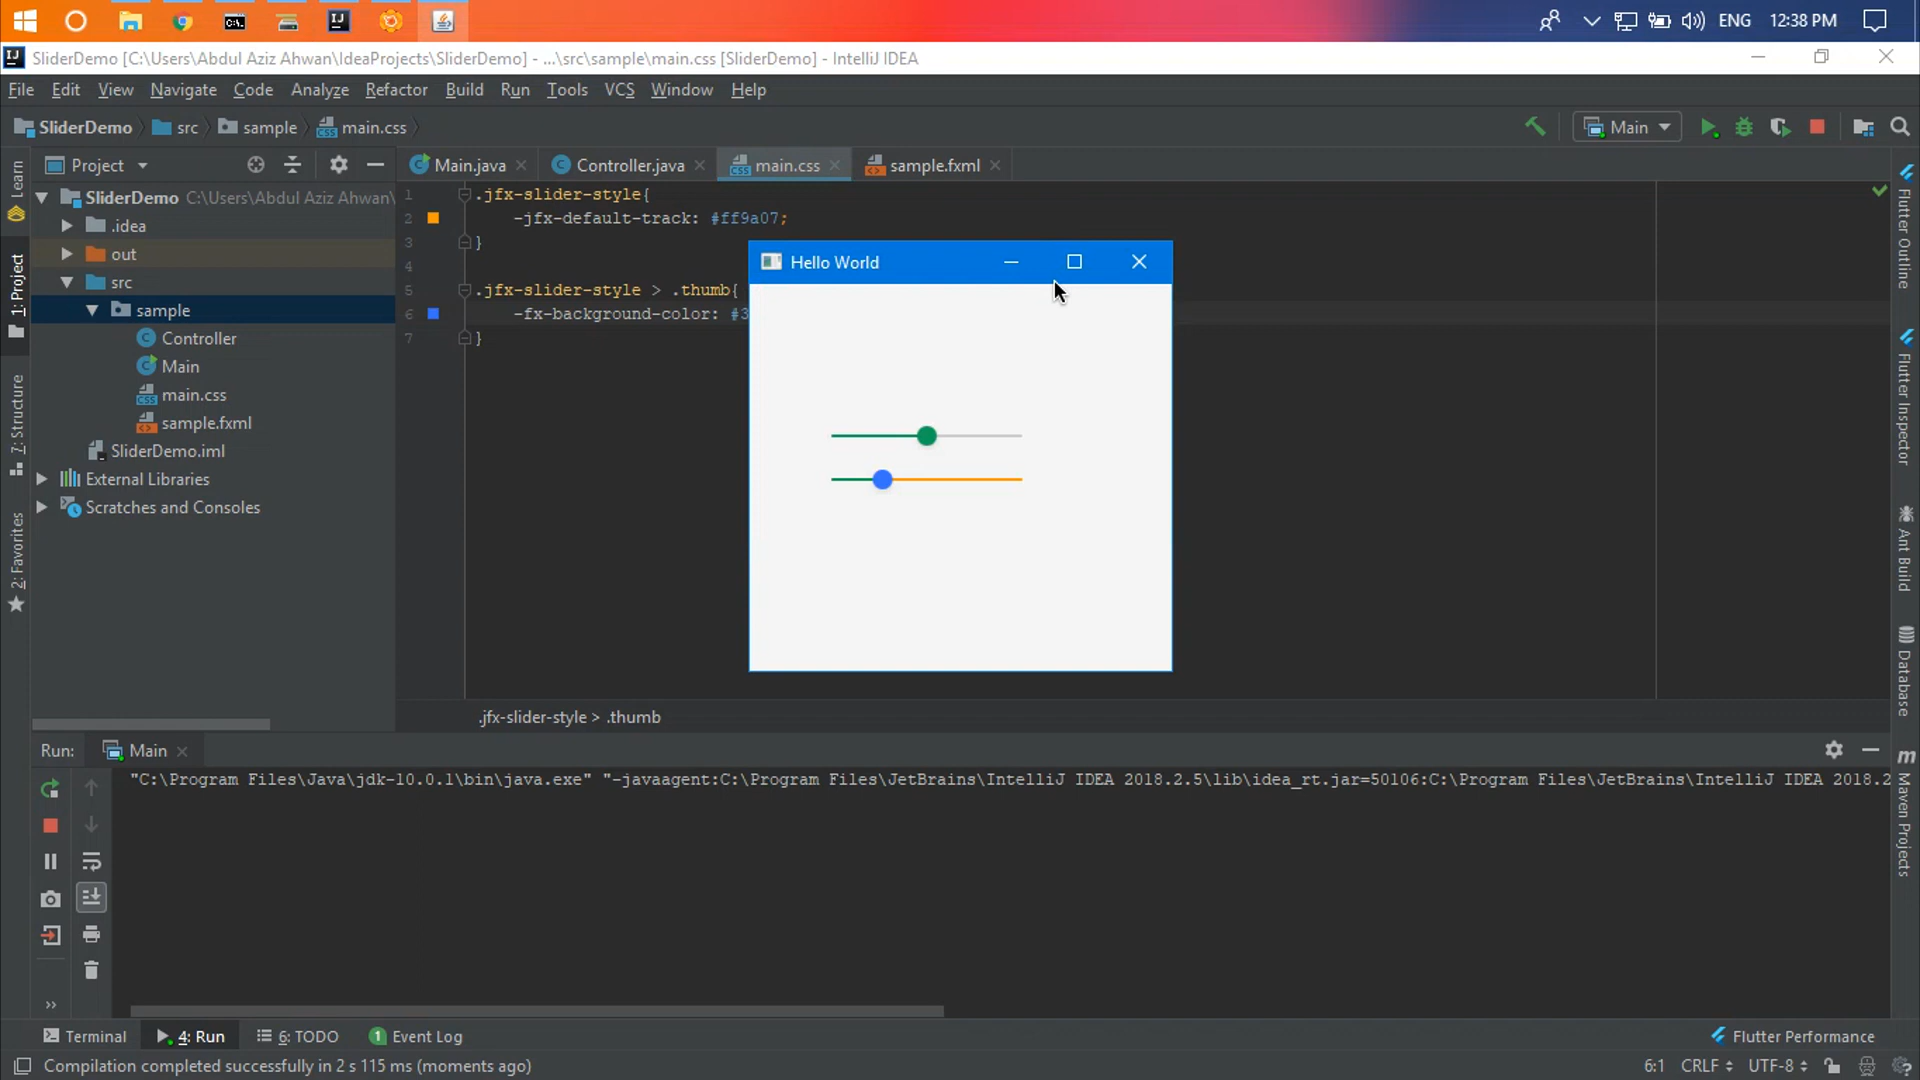 ENG 12:38 PM
SliderDemo [C:\Users\Abdul Aziz Ahwan\IdeaProjects\SliderDemo] - ...\src\sample\main.css [SliderDemo] - IntelliJ IDEA
File Edit View Navigate Code Analyze Refactor Build Run Tools VCS Window Help
SliderDemo src sample main.css
Main
Project
Main.java
Controller.java
main.css
sample.fxml
SliderDemo C:\Users\Abdul Aziz Ahwan\
.idea
out
src
sample
Controller
Main
main.css
sample.fxml
SliderDemo.iml
External Libraries
Scratches and Consoles
Learn
1: Project
7: Structure
2: Favorites
1 .jfx-slider-style{
2 -jfx-default-track: #ff9a07;
3 }
4
5 .jfx-slider-style > .thumb{
6 -fx-background-color: #3
7 }
Hello World
.jfx-slider-style > .thumb
Flutter Outline
Flutter Inspector
Ant Build
Database
Maven Projects
Run: Main
"C:\Program Files\Java\jdk-10.0.1\bin\java.exe" "-javaagent:C:\Program Files\JetBrains\IntelliJ IDEA 2018.2.5\lib\idea_rt.jar=50106:C:\Program Files\JetBrains\IntelliJ IDEA 2018.2
Terminal 4: Run 6: TODO 1 Event Log Flutter Performance
Compilation completed successfully in 2 s 115 ms (moments ago) 6:1 CRLF UTF-8